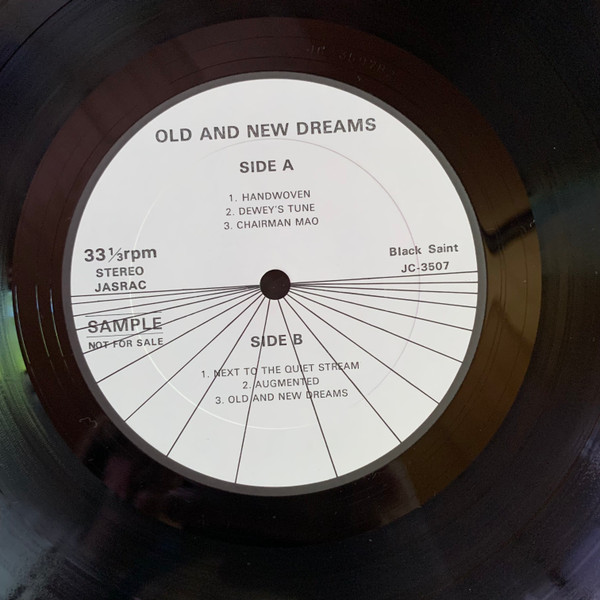 OLD AND NEW DREAMS
SIDE A
1. HANDWOVEN
2. DEWEY'S TUNE
3. CHAIRMAN MAO
33⅓rpm
STEREO
JASRAC
Black Saint
JC-3507
SAMPLE
NOT FOR SALE
SIDE B
1. NEXT TO THE QUIET STREAM
2. AUGMENTED
3. OLD AND NEW DREAMS